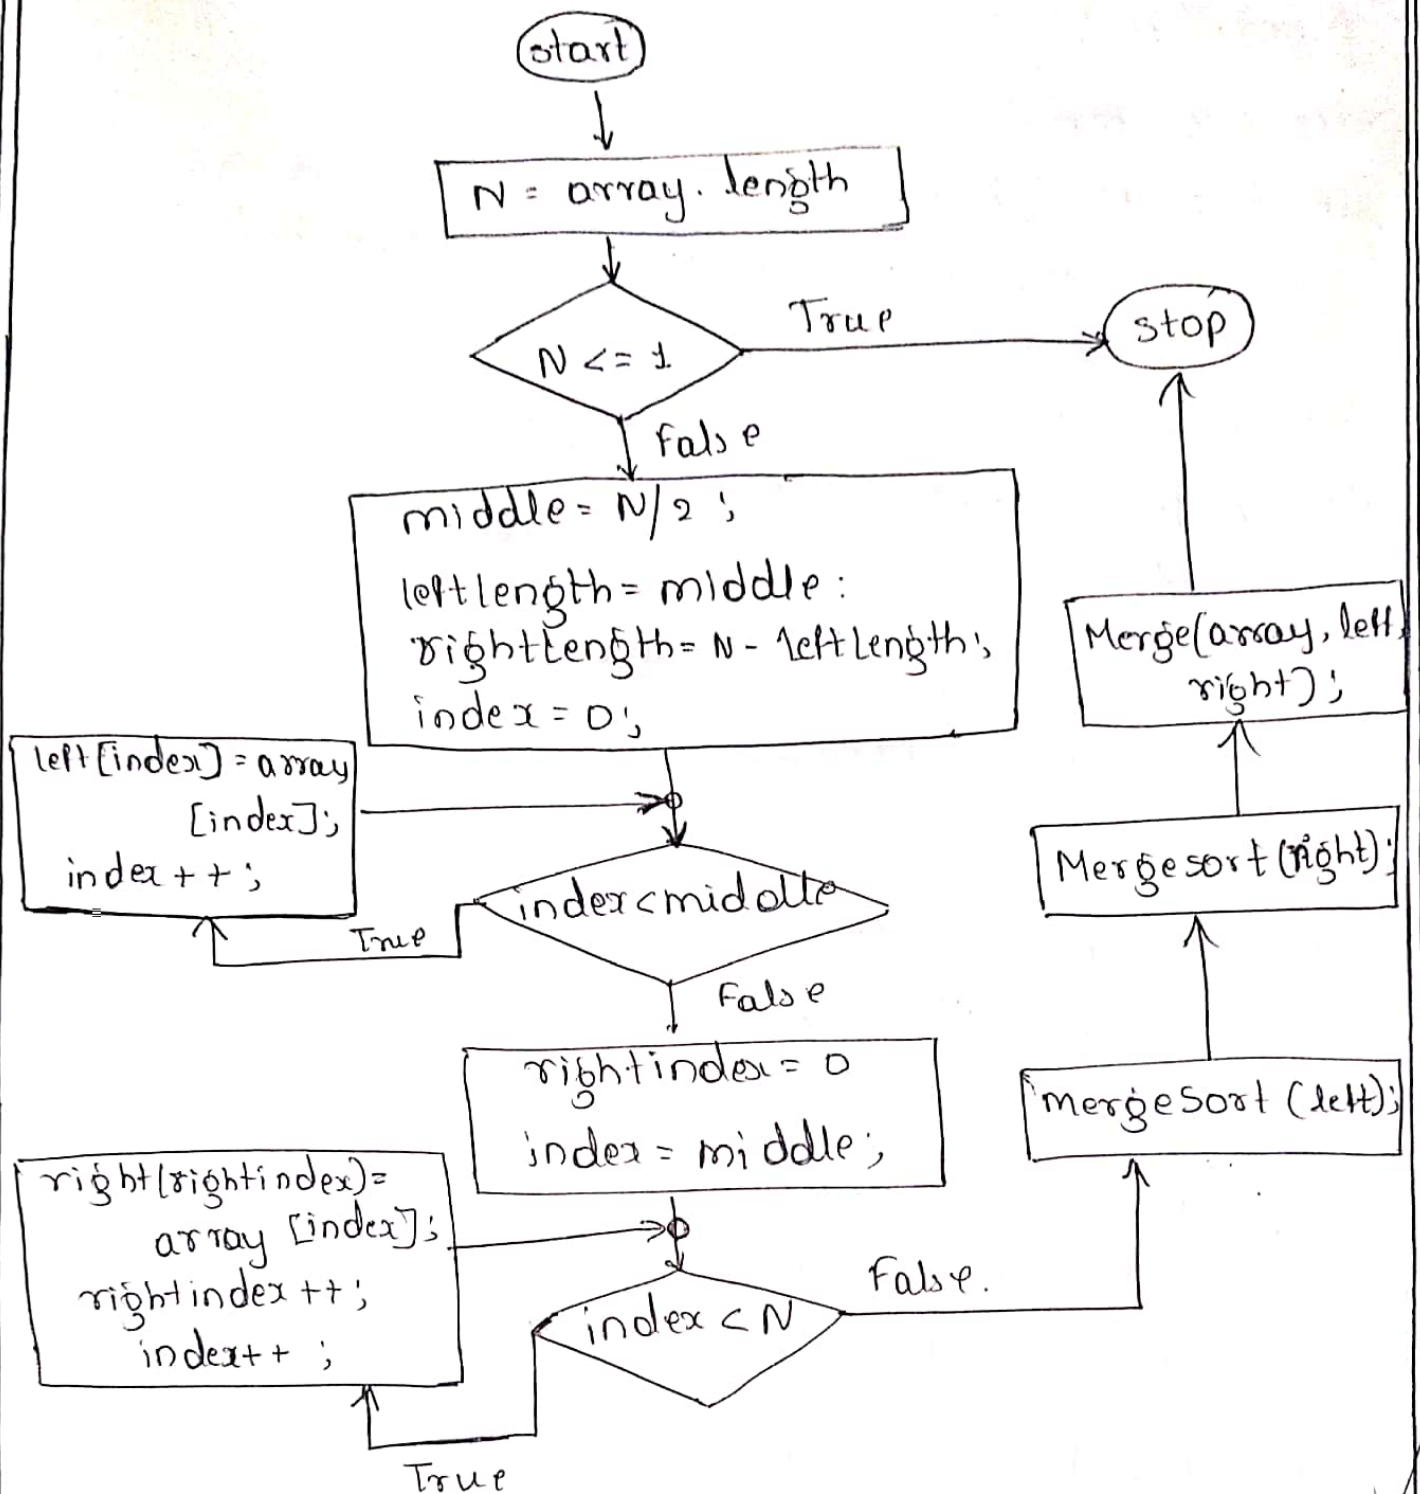 start
N = array. length
N <= 1
True
stop
False
middle = N/2 ;
leftlength = middle :
rightLength = N - leftLength;
index = 0;
left[index] = array
[index];
index ++ ;
index<middle
True
False
rightindex = 0
index = middle;
right(rightindex)=
array [index];
rightindex ++;
index++ ;
index < N
True
False.
mergeSort (left);
Mergesort (right);
Merge(array, left,
right);